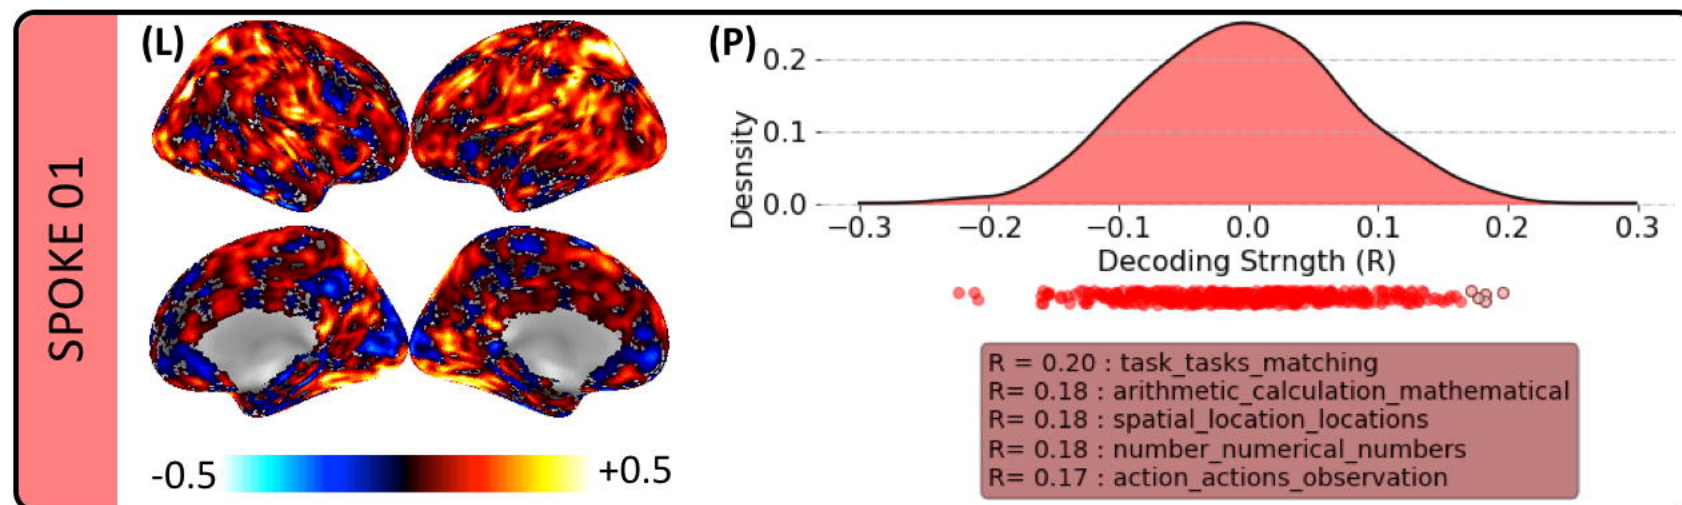 SPOKE 01
(L)
-0.5
+0.5
(P)
Desnsity
0.2
0.1
0.0
−0.3 −0.2 −0.1 0.0 0.1 0.2 0.3
Decoding Strngth (R)
R = 0.20 : task_tasks_matching
R= 0.18 : arithmetic_calculation_mathematical
R= 0.18 : spatial_location_locations
R= 0.18 : number_numerical_numbers
R= 0.17 : action_actions_observation